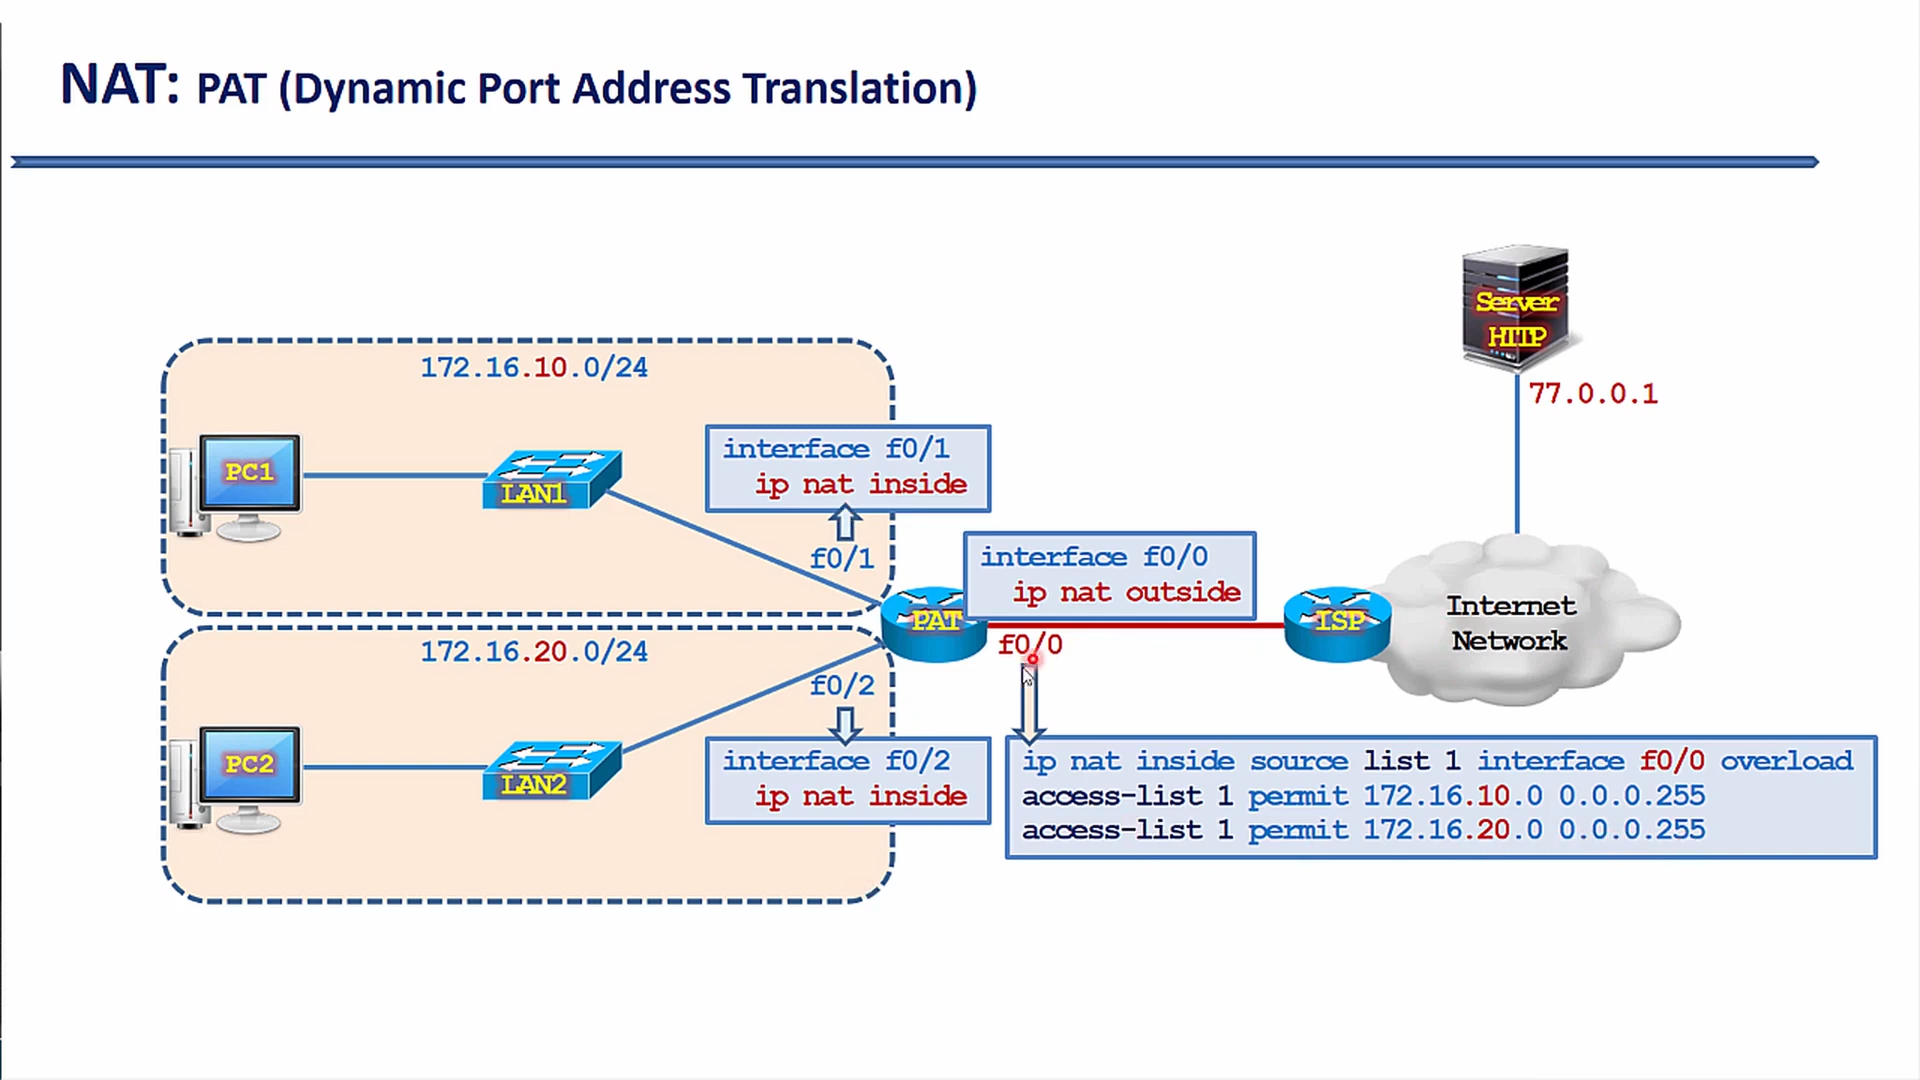 NAT: PAT (Dynamic Port Address Translation)
Server
HTTP
77.0.0.1
172.16.10.0/24
PC1
LAN1
interface f0/1
ip nat inside
f0/1
interface f0/0
ip nat outside
PAT
f0/0
ISP
Internet
Network
172.16.20.0/24
f0/2
PC2
LAN2
interface f0/2
ip nat inside
ip nat inside source list 1 interface f0/0 overload
access-list 1 permit 172.16.10.0 0.0.0.255
access-list 1 permit 172.16.20.0 0.0.0.255